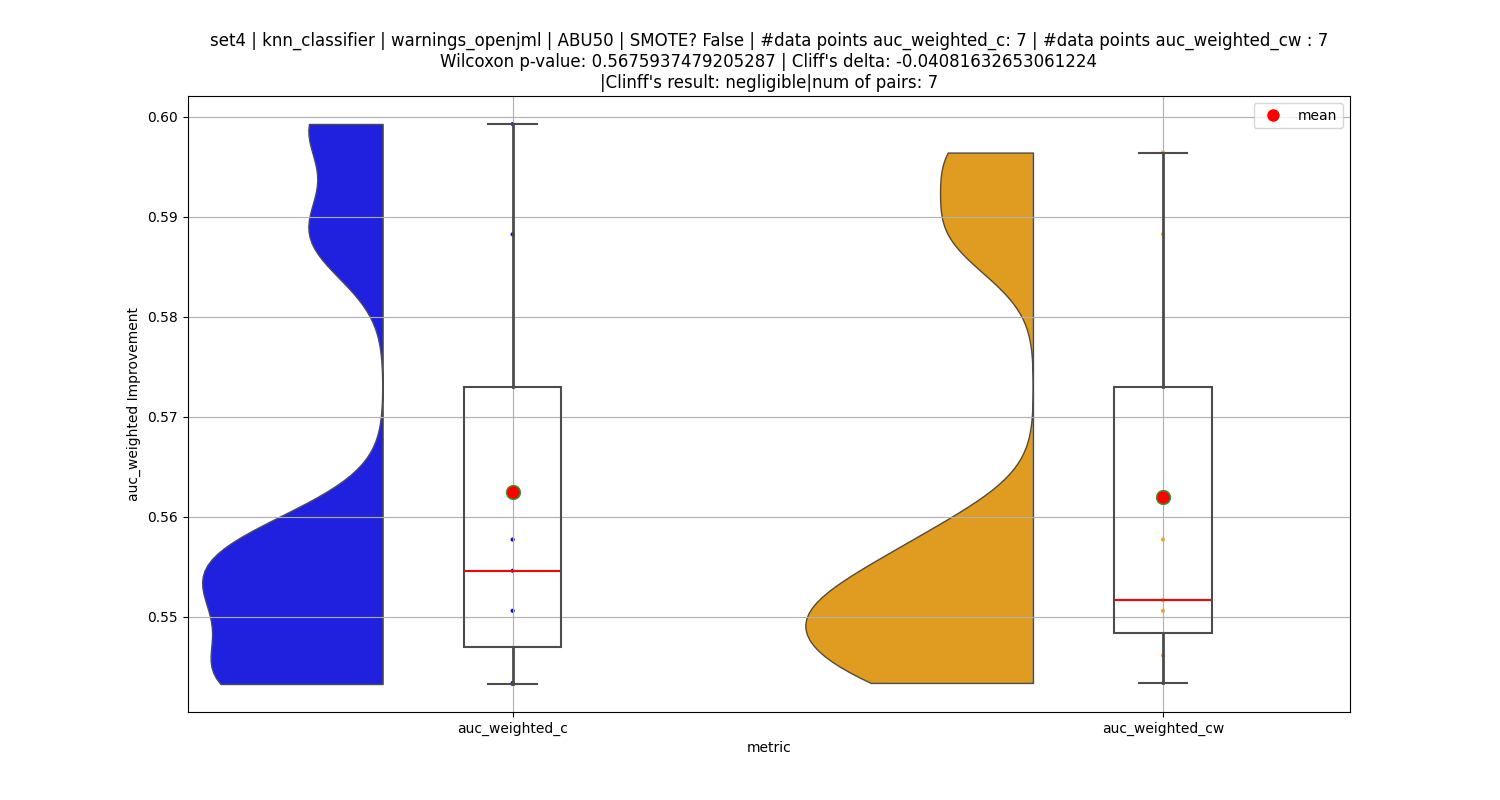 set4 | knn_classifier | warnings_openjml | ABU50 | SMOTE? False | #data points auc_weighted_c: 7 | #data points auc_weighted_cw : 7
Wilcoxon p-value: 0.5675937479205287 | Cliff's delta: -0.04081632653061224
|Clinff's result: negligible|num of pairs: 7
mean
0.60
0.59
0.58
0.57
0.56
0.55
auc_weighted Improvement
auc_weighted_c
auc_weighted_cw
metric